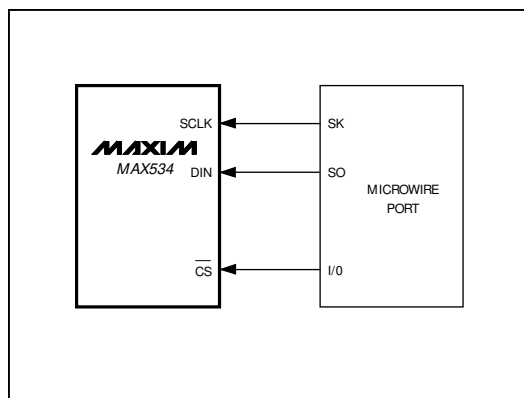 SCLK SK
MAXIM
MAX534
DIN SO
MICROWIRE
PORT
CS I/0